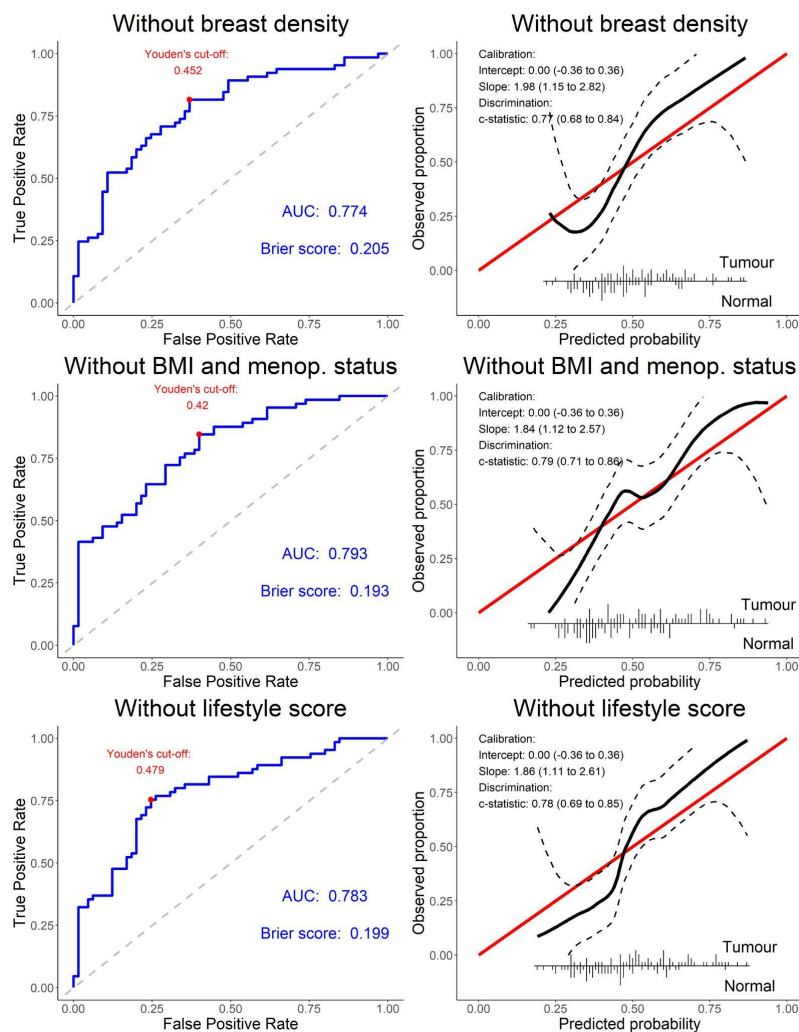 Without breast density
Youden's cut-off:
0.452
1.00
0.75
0.50
0.25
0.00
True Positive Rate
AUC: 0.774
Brier score: 0.205
0.00 0.25 0.50 0.75 1.00
False Positive Rate
Without breast density
Calibration:
Intercept: 0.00 (-0.36 to 0.36)
Slope: 1.98 (1.15 to 2.82)
Discrimination:
c-statistic: 0.77 (0.68 to 0.84)
1.00
0.75
0.50
0.25
0.00
Observed proportion
Tumour
Normal
0.00 0.25 0.50 0.75 1.00
Predicted probability
Without BMI and menop. status
Youden's cut-off:
0.42
1.00
0.75
0.50
0.25
0.00
True Positive Rate
AUC: 0.793
Brier score: 0.193
0.00 0.25 0.50 0.75 1.00
False Positive Rate
Without BMI and menop. status
Calibration:
Intercept: 0.00 (-0.36 to 0.36)
Slope: 1.84 (1.12 to 2.57)
Discrimination:
c-statistic: 0.79 (0.71 to 0.86)
1.00
0.75
0.50
0.25
0.00
Observed proportion
Tumour
Normal
0.00 0.25 0.50 0.75 1.00
Predicted probability
Without lifestyle score
Youden's cut-off:
0.479
1.00
0.75
0.50
0.25
0.00
True Positive Rate
AUC: 0.783
Brier score: 0.199
0.00 0.25 0.50 0.75 1.00
False Positive Rate
Without lifestyle score
Calibration:
Intercept: 0.00 (-0.36 to 0.36)
Slope: 1.86 (1.11 to 2.61)
Discrimination:
c-statistic: 0.78 (0.69 to 0.85)
1.00
0.75
0.50
0.25
0.00
Observed proportion
Tumour
Normal
0.00 0.25 0.50 0.75 1.00
Predicted probability